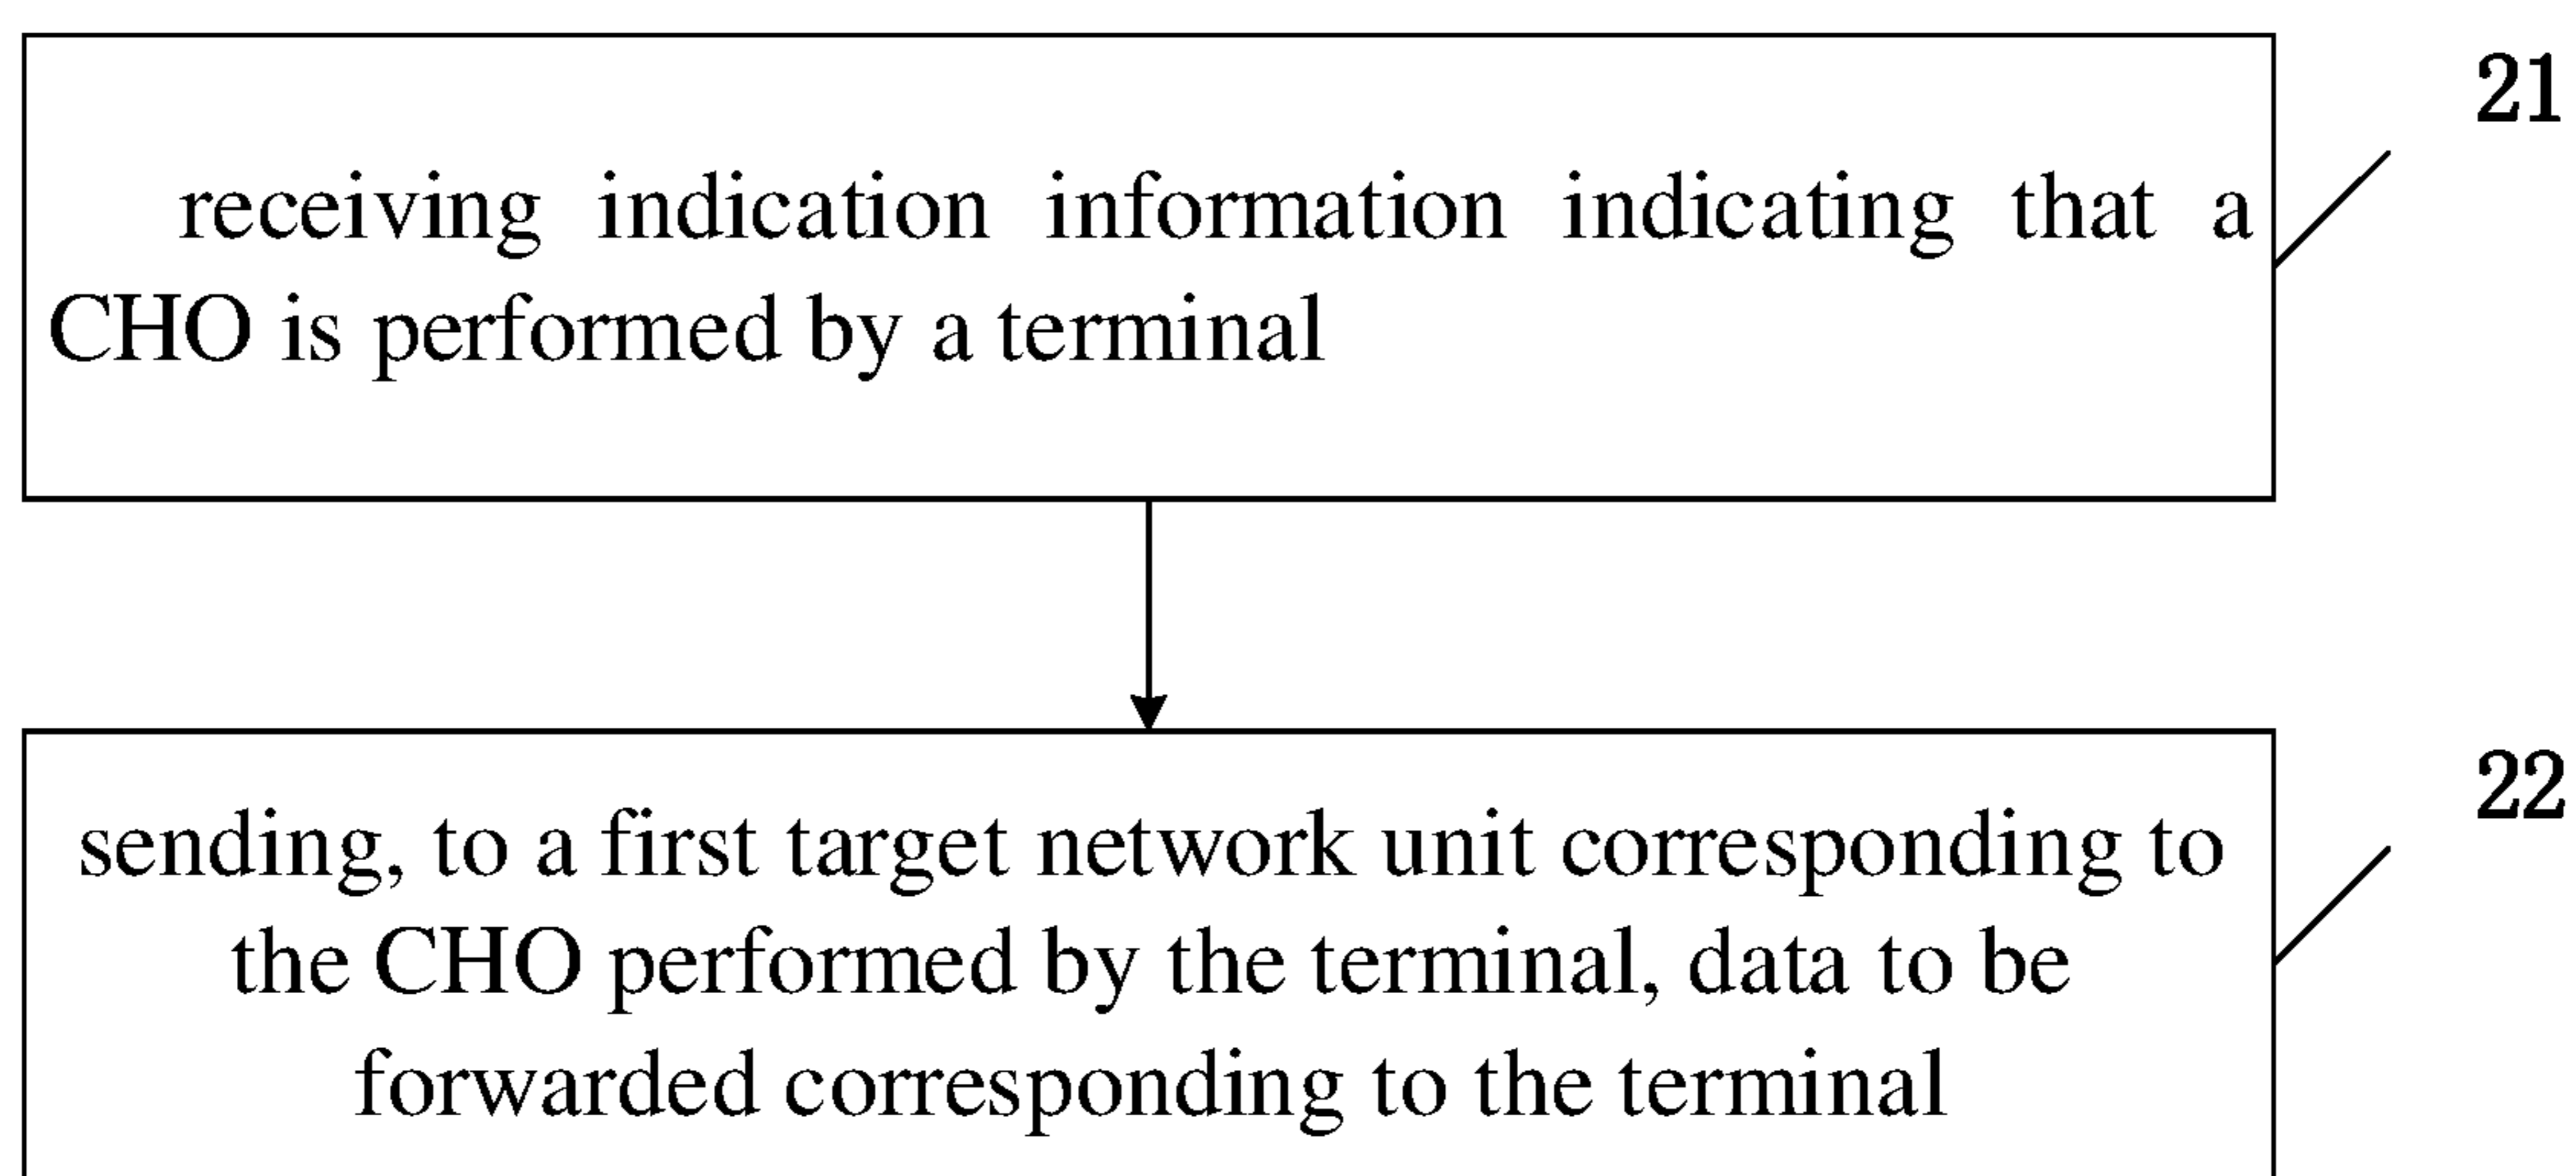 21
receiving indication information indicating that a
CHO is performed by a terminal
22
sending, to a first target network unit corresponding to
the CHO performed by the terminal, data to be
forwarded corresponding to the terminal